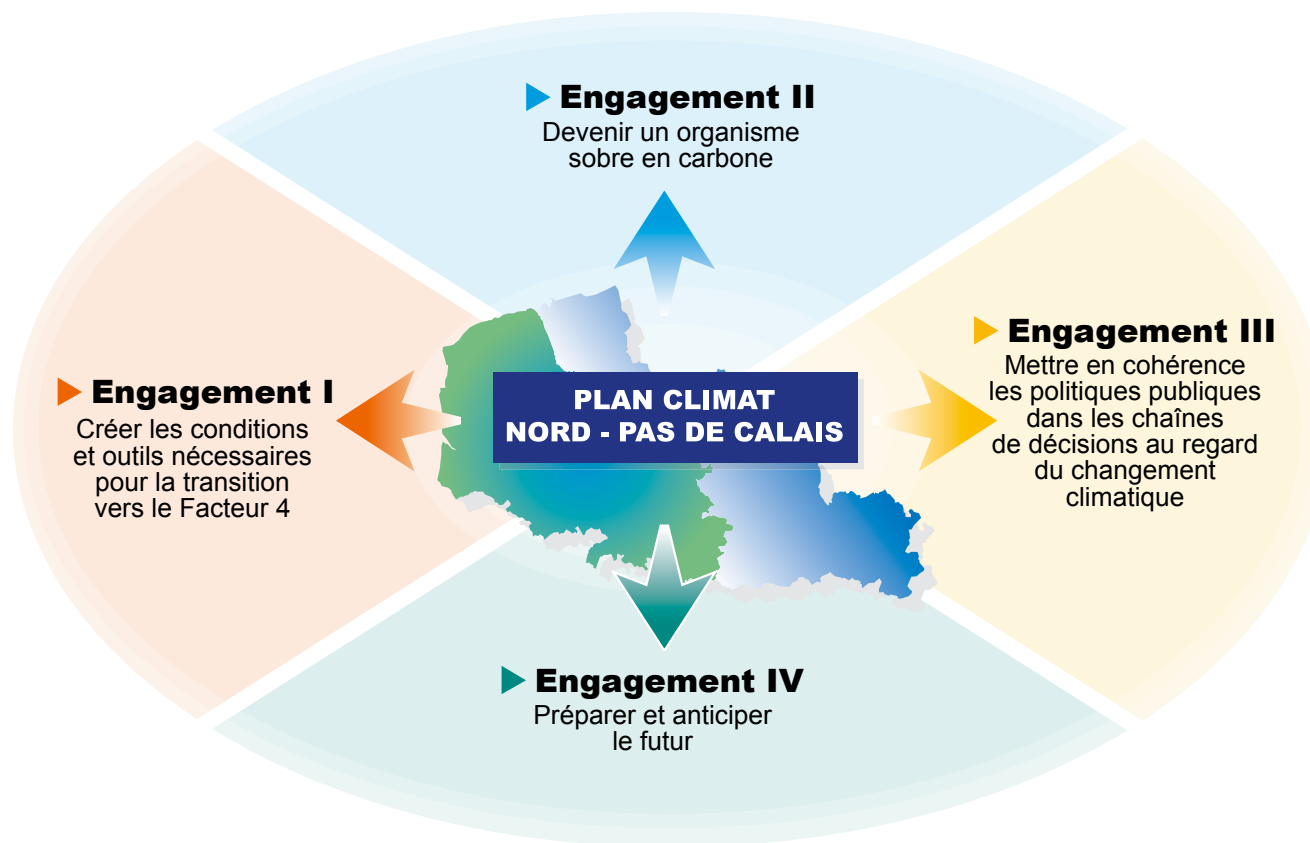 Engagement II
Devenir un organisme
sobre en carbone
Engagement I
Créer les conditions
et outils nécessaires
pour la transition
vers le Facteur 4
PLAN CLIMAT
NORD - PAS DE CALAIS
Engagement III
Mettre en cohérence
les politiques publiques
dans les chaînes
de décisions au regard
du changement
climatique
Engagement IV
Préparer et anticiper
le futur